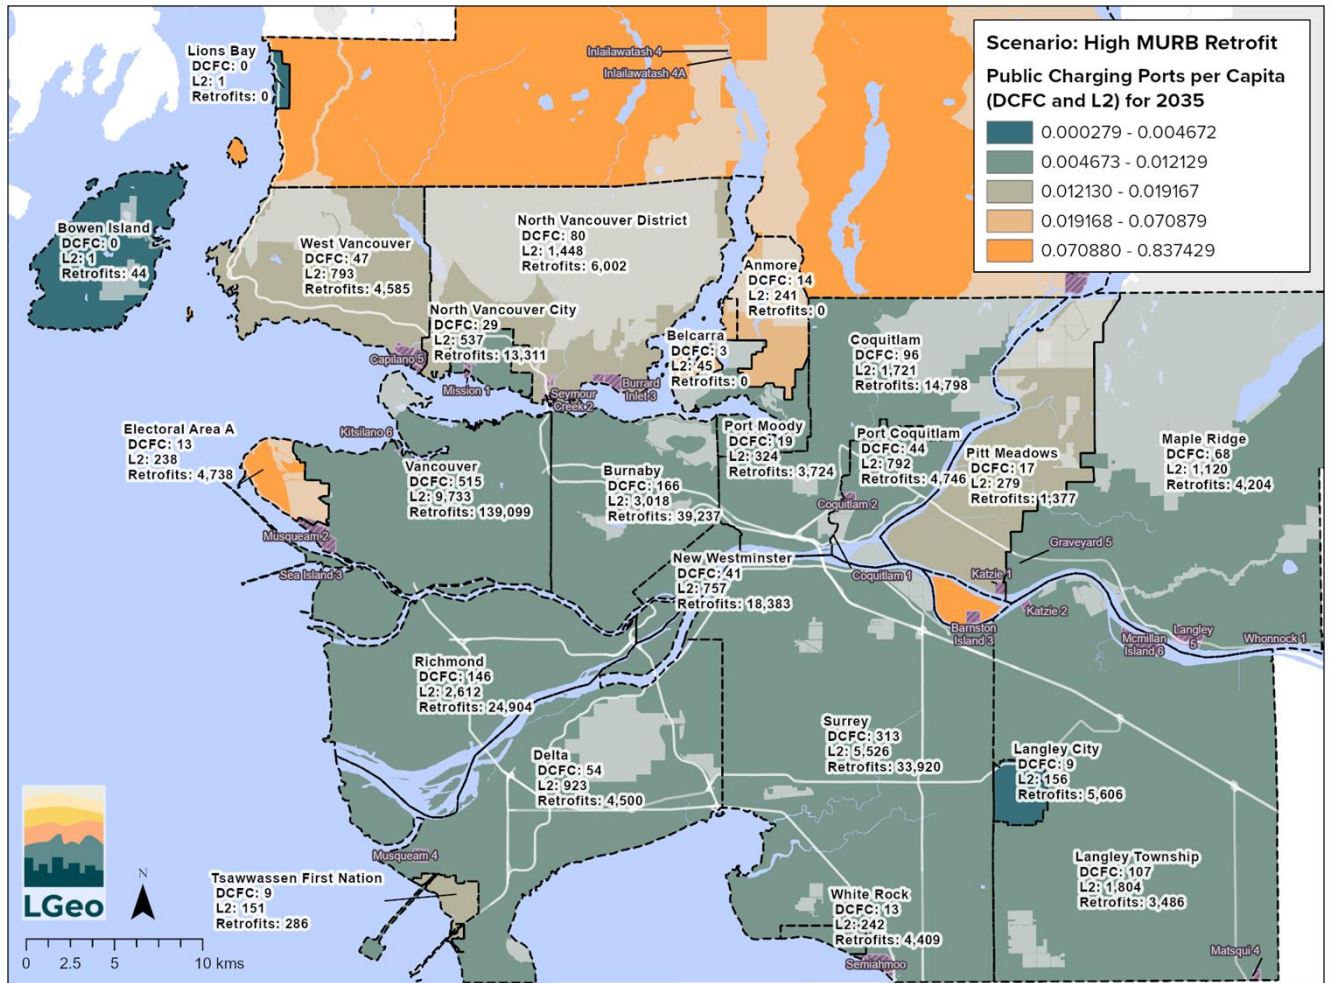 Scenario: High MURB Retrofit
Public Charging Ports per Capita
(DCFC and L2) for 2035
0.000279 - 0.004672
0.004673 - 0.012129
0.012130 - 0.019167
0.019168 - 0.070879
0.070880 - 0.837429
Lions Bay
DCFC: 0
L2: 1
Retrofits: 0
Inlailawatash 4
Inlailawatash 4A
Bowen Island
DCFC: 0
L2: 1
Retrofits: 44
West Vancouver
DCFC: 47
L2: 793
Retrofits: 4,585
North Vancouver District
DCFC: 80
L2: 1,448
Retrofits: 6,002
Anmore
DCFC: 14
L2: 241
Retrofits: 0
North Vancouver City
DCFC: 29
L2: 537
Retrofits: 13,311
Belcarra
DCFC: 3
L2: 45
Retrofits: 0
Coquitlam
DCFC: 96
L2: 1,721
Retrofits: 14,798
Capilano 5
Mission 1
Seymour
Creek 2
Burrard
Inlet 3
Kitsilano 6
Electoral Area A
DCFC: 13
L2: 238
Retrofits: 4,738
Vancouver
DCFC: 515
L2: 9,733
Retrofits: 139,099
Burnaby
DCFC: 166
L2: 3,018
Retrofits: 39,237
Port Moody
DCFC: 19
L2: 324
Retrofits: 3,724
Port Coquitlam
DCFC: 44
L2: 792
Retrofits: 4,746
Pitt Meadows
DCFC: 17
L2: 279
Retrofits: 1,377
Maple Ridge
DCFC: 68
L2: 1,120
Retrofits: 4,204
Coquitlam 2
Musqueam 2
Sea Island 3
New Westminster
DCFC: 41
L2: 757
Retrofits: 18,383
Coquitlam 1
Graveyard 5
Katzie 1
Katzie 2
Barnston
Island 3
Mcmillan
Island 6
Langley
5
Whonnock 1
Richmond
DCFC: 146
L2: 2,612
Retrofits: 24,904
Delta
DCFC: 54
L2: 923
Retrofits: 4,500
Surrey
DCFC: 313
L2: 5,526
Retrofits: 33,920
Langley City
DCFC: 9
L2: 156
Retrofits: 5,606
Musqueam 4
Tsawwassen First Nation
DCFC: 9
L2: 151
Retrofits: 286
White Rock
DCFC: 13
L2: 242
Retrofits: 4,409
Semiahmoo
Langley Township
DCFC: 107
L2: 1,804
Retrofits: 3,486
Matsqui 4
LGeo
N
0 2.5 5 10 kms